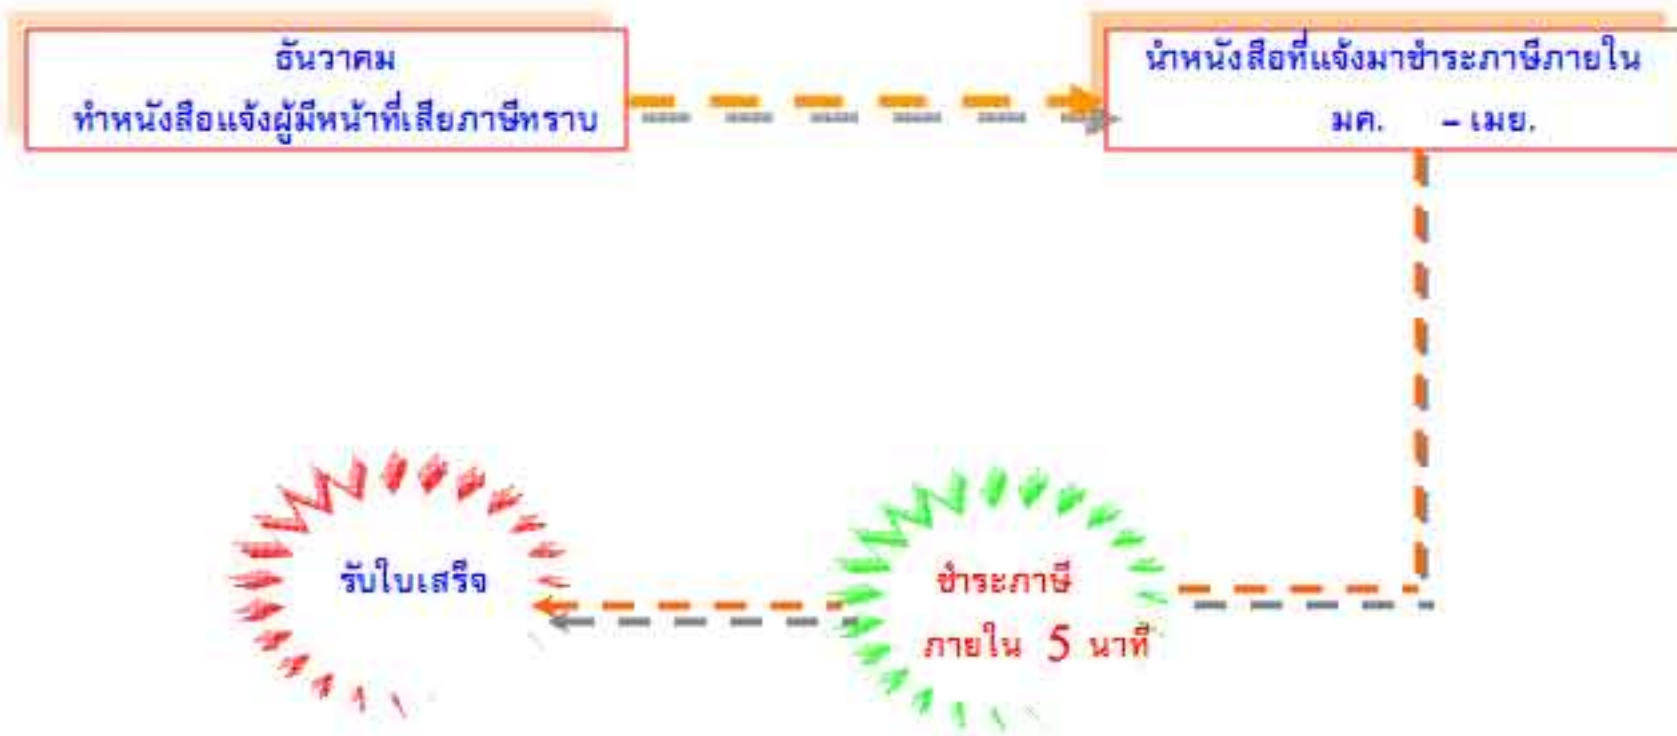 ธันวาคม
ทำหนังสือแจ้งผู้มีหน้าที่เสียภาษีทราบ
นำหนังสือที่แจ้งมาชำระภาษีภายใน
มค. – เมย.
ชำระภาษี
ภายใน 5 นาที
รับใบเสร็จ